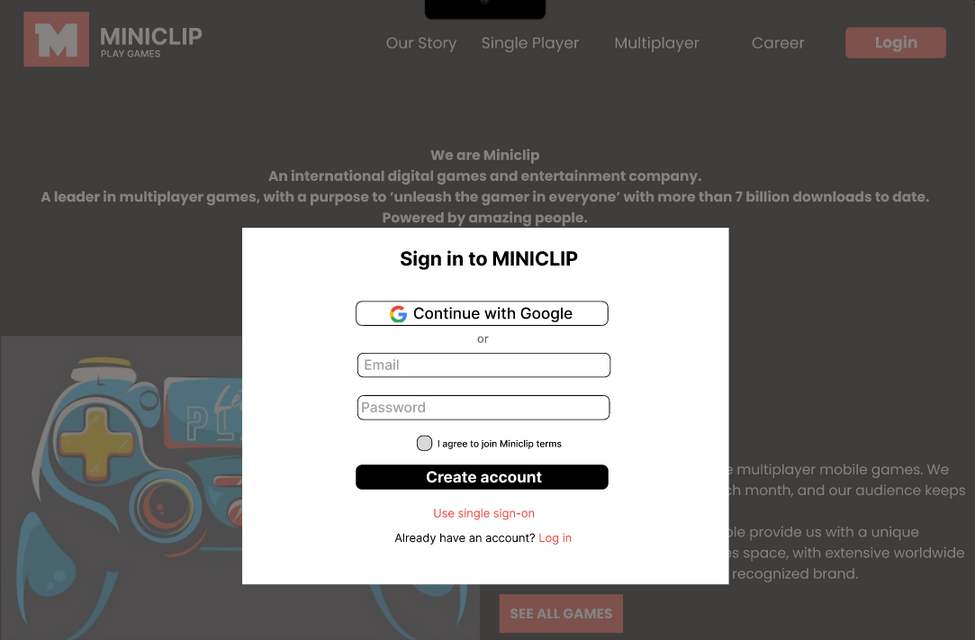 MINICLIP
PLAY GAMES
Our Story Single Player Multiplayer Career Login
We are Miniclip
An international digital games and entertainment company.
A leader in multiplayer games, with a purpose to ‘unleash the gamer in everyone’ with more than 7 billion downloads to date.
Powered by amazing people.
Sign in to MINICLIP
Continue with Google
or
Email
Password
I agree to join Miniclip terms
Create account
Use single sign-on
Already have an account? Log in
multiplayer mobile games. We
month, and our audience keeps
provide us with a unique
space, with extensive worldwide
recognized brand.
SEE ALL GAMES